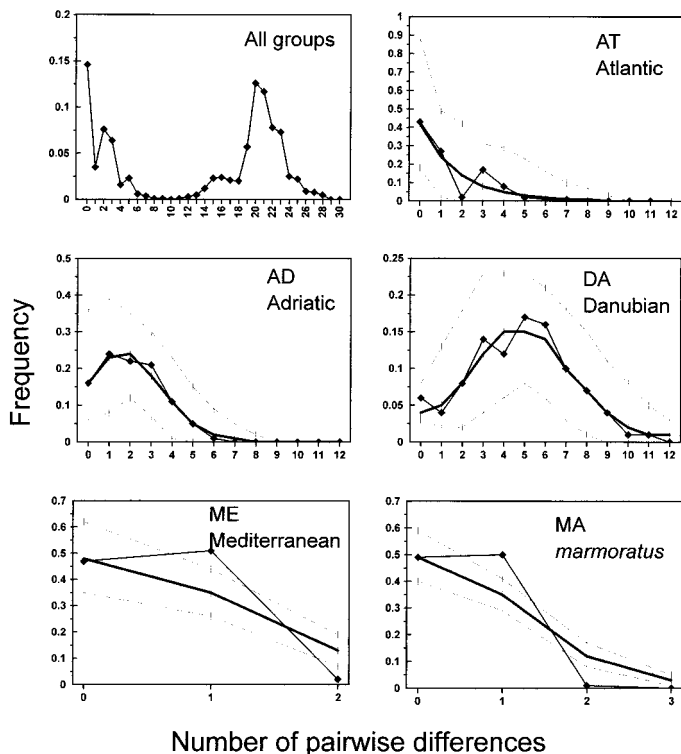 All groups
0.2
0.15
0.1
0.05
0
0 2 4 6 8 10 12 14 16 18 20 22 24 26 28 30
AT
Atlantic
1
0.9
0.8
0.7
0.6
0.5
0.4
0.3
0.2
0.1
0
0 1 2 3 4 5 6 7 8 9 10 11 12
Frequency
AD
Adriatic
0.5
0.4
0.3
0.2
0.1
0
0 1 2 3 4 5 6 7 8 9 10 11 12
DA
Danubian
0.25
0.2
0.15
0.1
0.05
0
0 1 2 3 4 5 6 7 8 9 10 11 12
ME
Mediterranean
0.7
0.6
0.5
0.4
0.3
0.2
0.1
0
0 1 2
MA
marmoratus
0.7
0.6
0.5
0.4
0.3
0.2
0.1
0
0 1 2 3
Number of pairwise differences